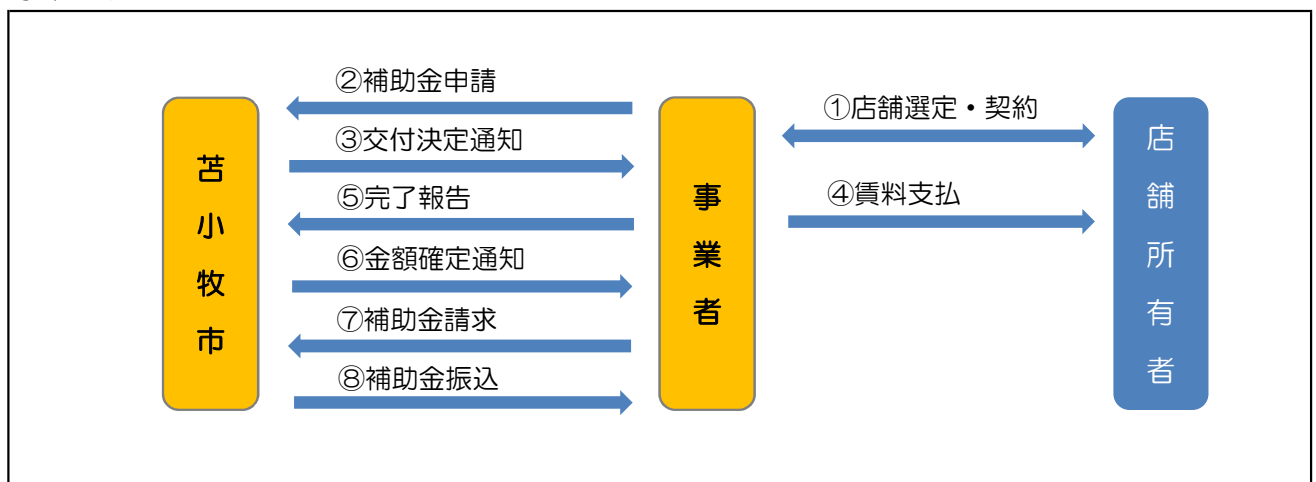 ②補助金申請
①店舗選定・契約
③交付決定通知
⑤完了報告
④賃料支払
⑥金額確定通知
⑦補助金請求
⑧補助金振込
苫小牧市
事業者
店舗所有者